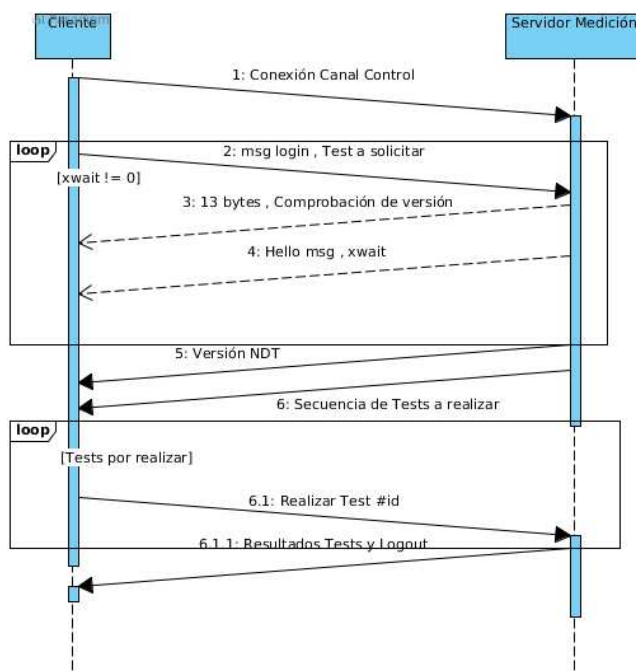 Cliente
Servidor Medición
1: Conexión Canal Control
loop
2: msg login , Test a solicitar
[xwait != 0]
3: 13 bytes , Comprobación de versión
4: Hello msg , xwait
5: Versión NDT
6: Secuencia de Tests a realizar
loop
[Tests por realizar]
6.1: Realizar Test #id
6.1.1: Resultados Tests y Logout